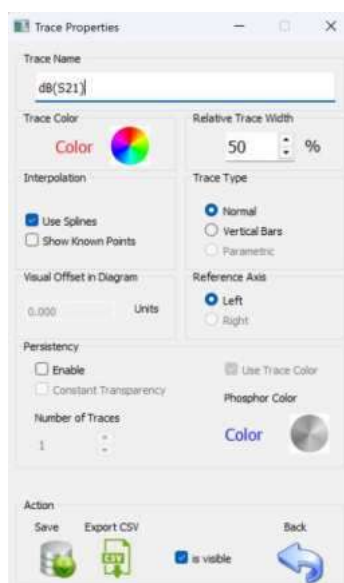 Trace Properties
Trace Name
dB(S21)
Trace Color
Relative Trace Width
Color
50 %
Interpolation
Trace Type
Use Splines
Show Known Points
Normal
Vertical Bars
Parametric
Visual Offset in Diagram
Reference Axis
0.000 Units
Left
Right
Persistency
Enable
Use Trace Color
Constant Transparency
Phosphor Color
Number of Traces
Color
1
Action
Save Export CSV Back
CSV
is visible